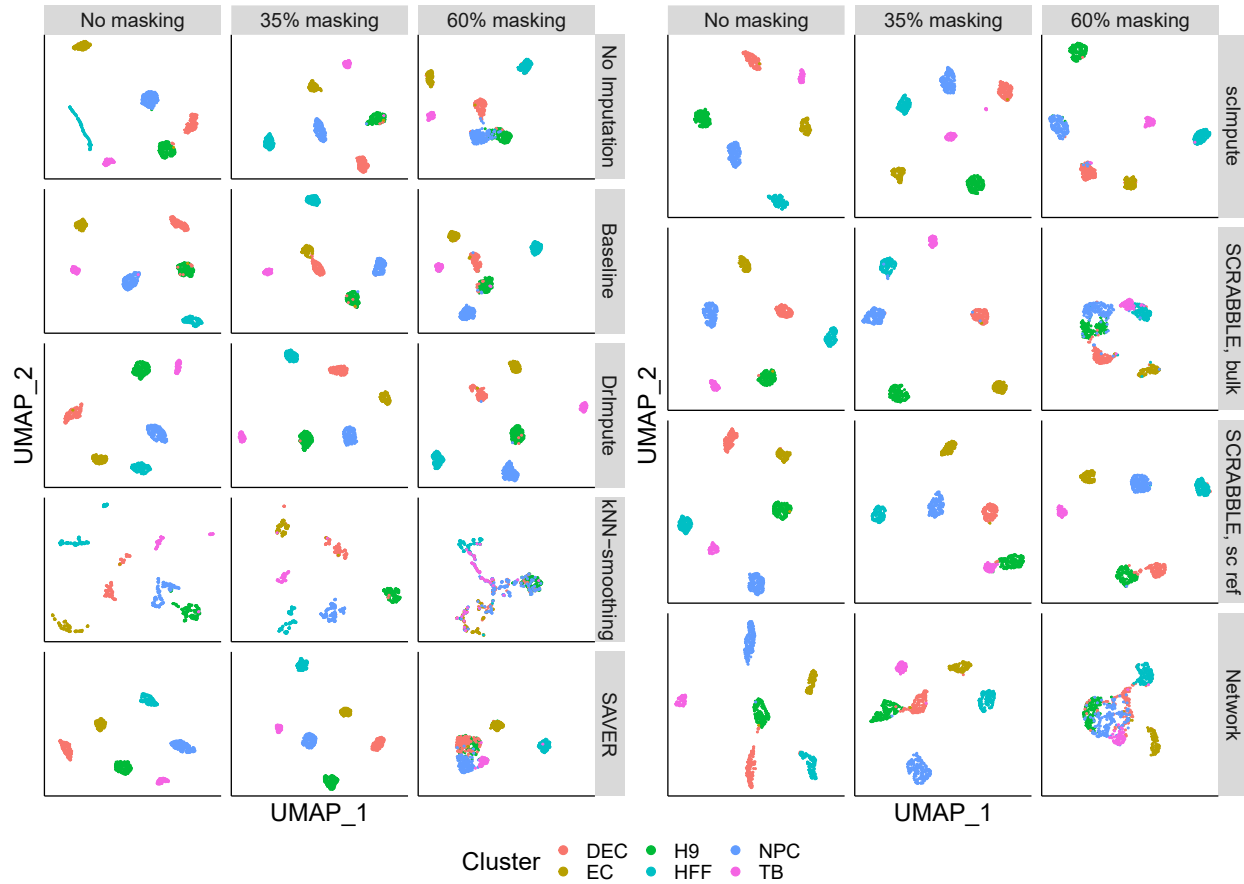 No masking
35% masking
60% masking
No Imputation
Baseline
DrImpute
kNN−smoothing
SAVER
UMAP_2
UMAP_1
No masking
35% masking
60% masking
scImpute
SCRABBLE, bulk
SCRABBLE, sc ref
Network
UMAP_2
UMAP_1
Cluster
DEC
H9
NPC
EC
HFF
TB